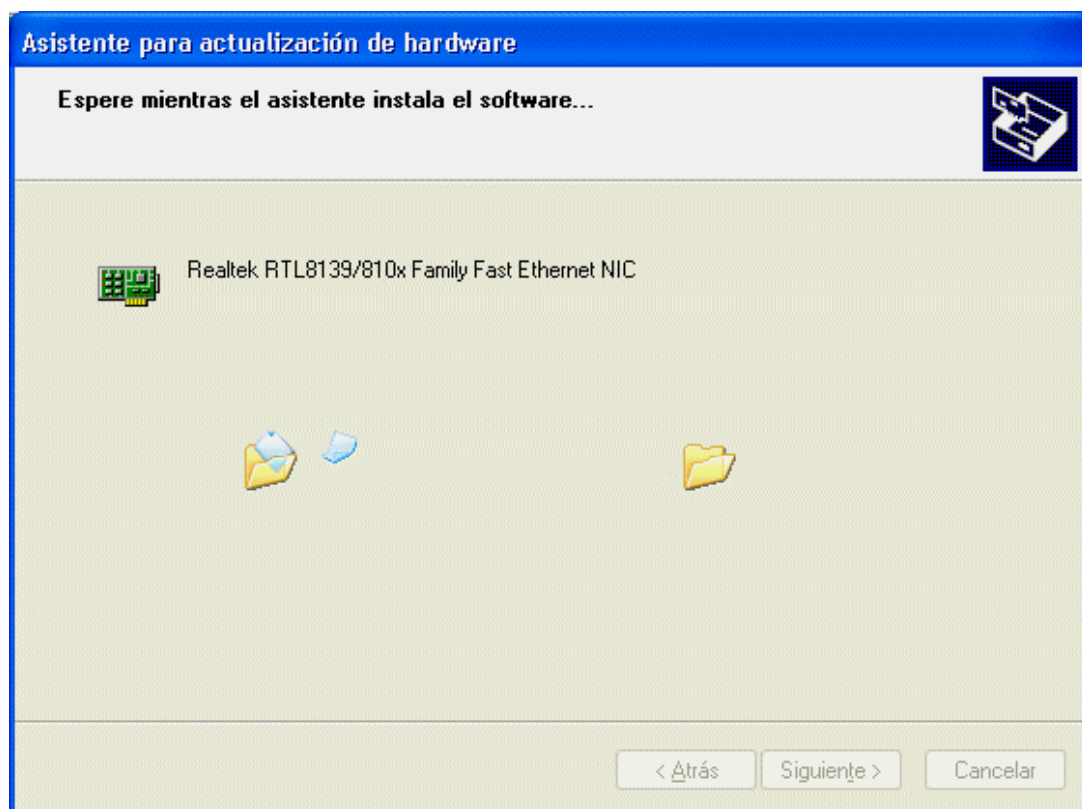 Asistente para actualización de hardware
Espere mientras el asistente instala el software...
Realtek RTL8139/810x Family Fast Ethernet NIC
< Atrás Siguiente > Cancelar